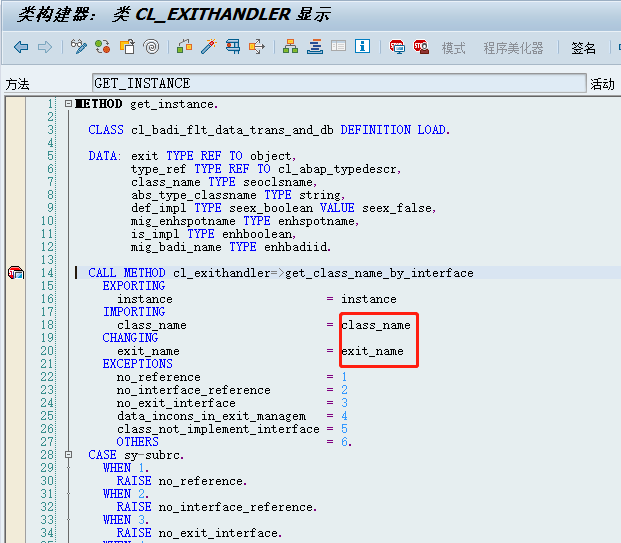 类构建器： 类 CL_EXITHANDLER 显示
模式 程序美化器 签名
方法 GET_INSTANCE 活动
1 METHOD get_instance.
2
3 CLASS cl_badi_flt_data_trans_and_db DEFINITION LOAD.
4
5 DATA: exit TYPE REF TO object,
6 type_ref TYPE REF TO cl_abap_typedescr,
7 class_name TYPE seoclsname,
8 abs_type_classname TYPE string,
9 def_impl TYPE seex_boolean VALUE seex_false,
10 mig_enhspotname TYPE enhspotname,
11 is_impl TYPE enhboolean,
12 mig_badi_name TYPE enhbadiid.
13
14 CALL METHOD cl_exithandler=>get_class_name_by_interface
15 EXPORTING
16 instance = instance
17 IMPORTING
18 class_name = class_name
19 CHANGING
20 exit_name = exit_name
21 EXCEPTIONS
22 no_reference = 1
23 no_interface_reference = 2
24 no_exit_interface = 3
25 data_incons_in_exit_managem = 4
26 class_not_implement_interface = 5
27 OTHERS = 6.
28 CASE sy-subrc.
29 WHEN 1.
30 RAISE no_reference.
31 WHEN 2.
32 RAISE no_interface_reference.
33 WHEN 3.
34 RAISE no_exit_interface.